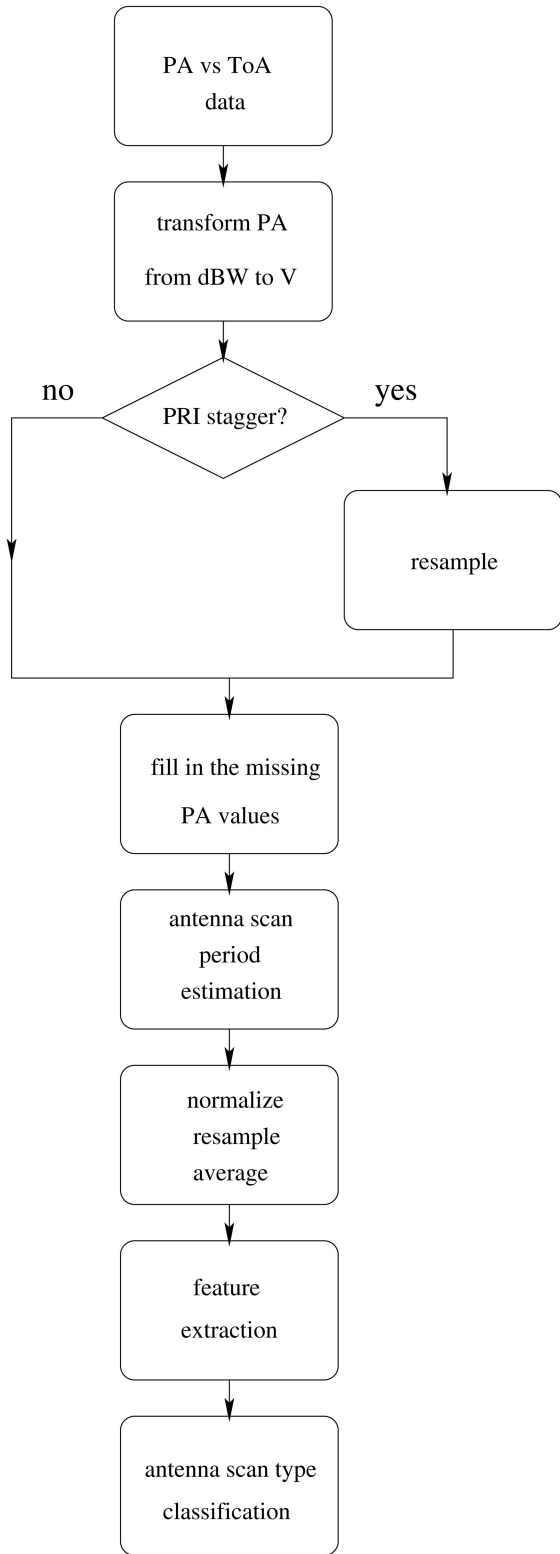 PA vs ToA
data
transform PA
from dBW to V
no
yes
PRI stagger?
resample
fill in the missing
PA values
antenna scan
period
estimation
normalize
resample
average
feature
extraction
antenna scan type
classification